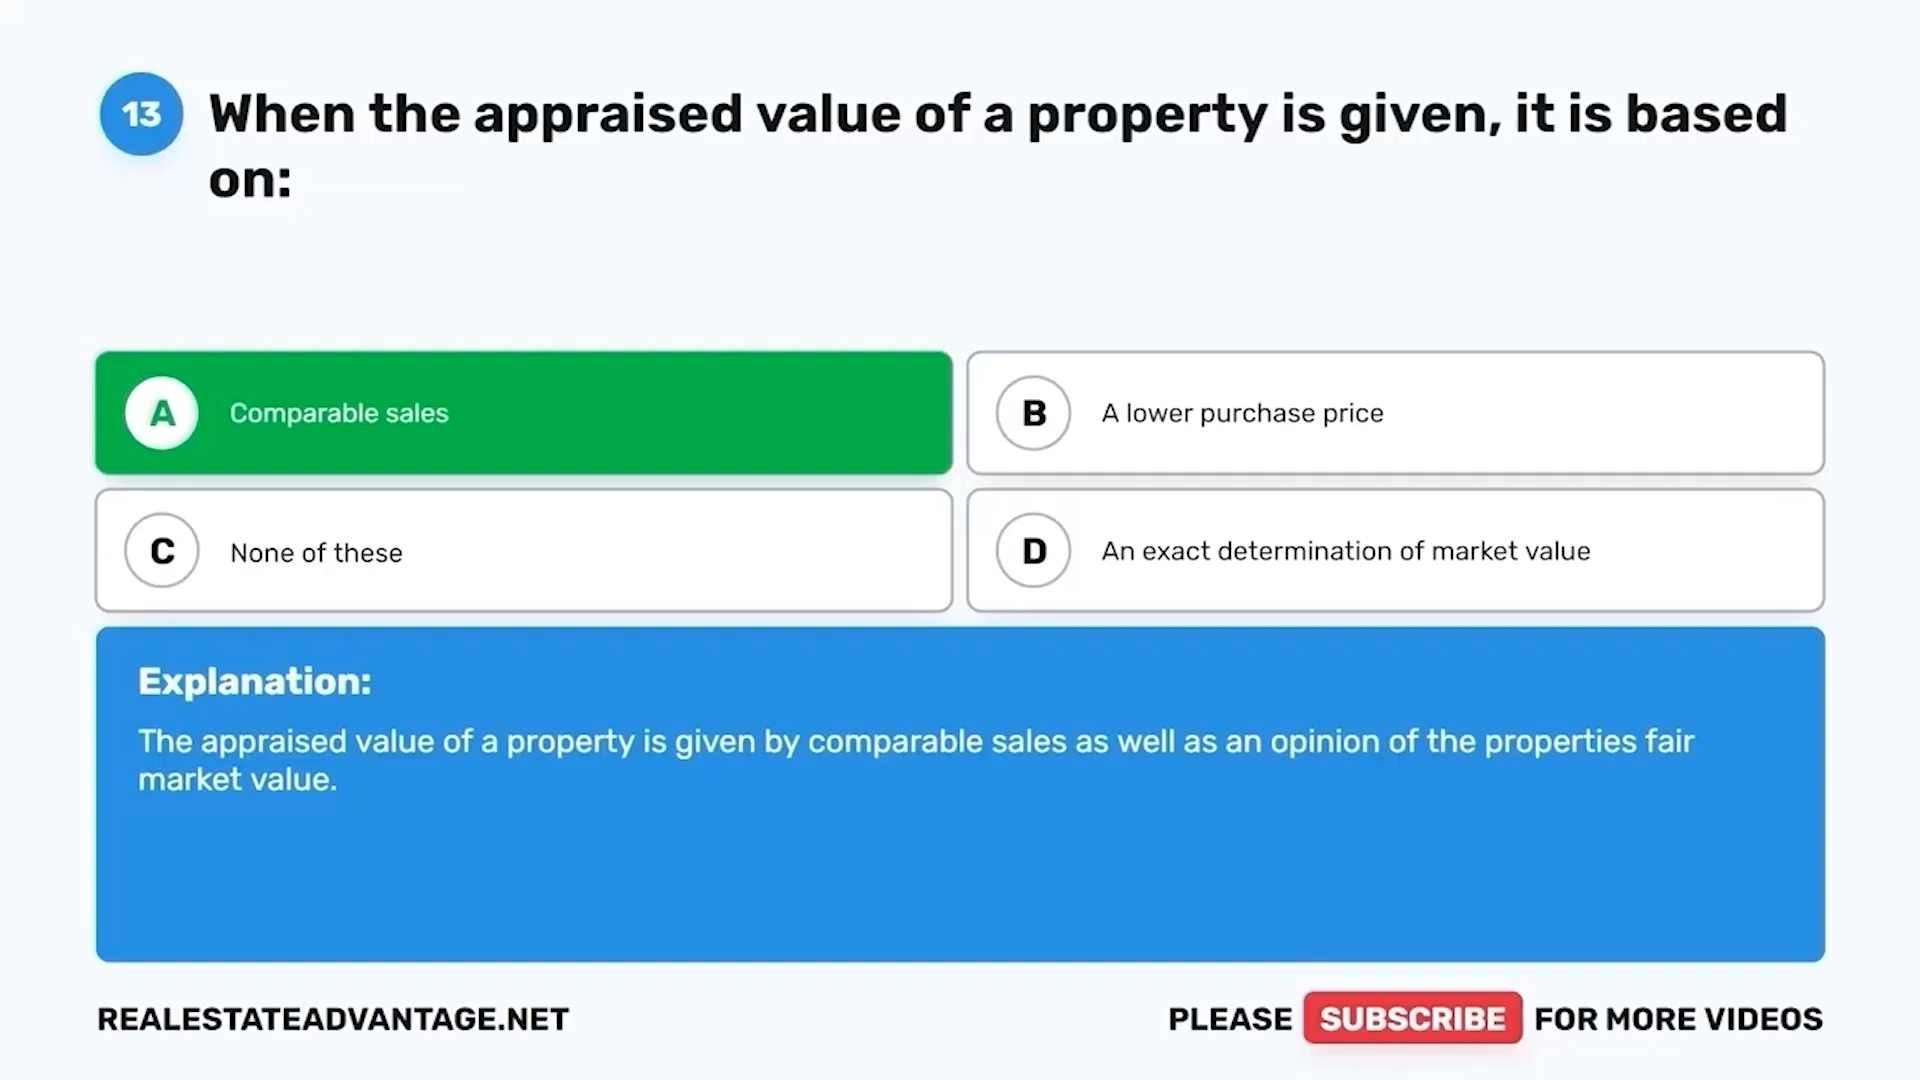 13
When the appraised value of a property is given, it is based
on:
A
Comparable sales
B
A lower purchase price
C
None of these
D
An exact determination of market value
Explanation:
The appraised value of a property is given by comparable sales as well as an opinion of the properties fair
market value.
REALESTATEADVANTAGE.NET
PLEASE SUBSCRIBE FOR MORE VIDEOS